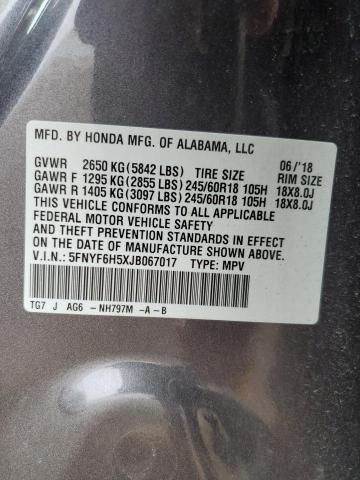 MFD. BY HONDA MFG. OF ALABAMA, LLC
GVWR 2650 KG(5842 LBS) TIRE SIZE 06/'18 RIM SIZE
GAWR F 1295 KG(2855 LBS)245/60R18 105H 18X8.0J
GAWR R 1405 KG(3097 LBS)245/60R18 105H 18X8.0J
THIS VEHICLE CONFORMS TO ALL APPLICABLE
FEDERAL MOTOR VEHICLE SAFETY
AND THEFT PREVENTION STANDARDS IN EFFECT
ON THE DATE OF MANUFACTURE SHOWN ABOVE.
V.I.N.: 5FNYF6H5XJB067017 TYPE: MPV
TG7 J AG6 -NH797M -A-B